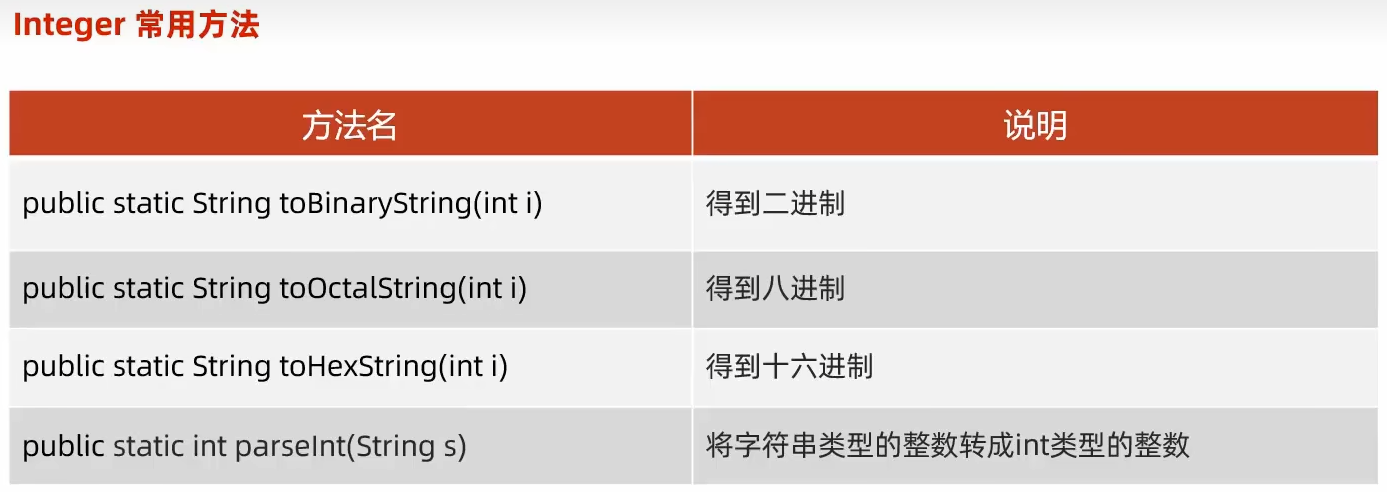 Integer 常用方法
方法名 说明
public static String toBinaryString(int i) 得到二进制
public static String toOctalString(int i) 得到八进制
public static String toHexString(int i) 得到十六进制
public static int parseInt(String s) 将字符串类型的整数转成int类型的整数